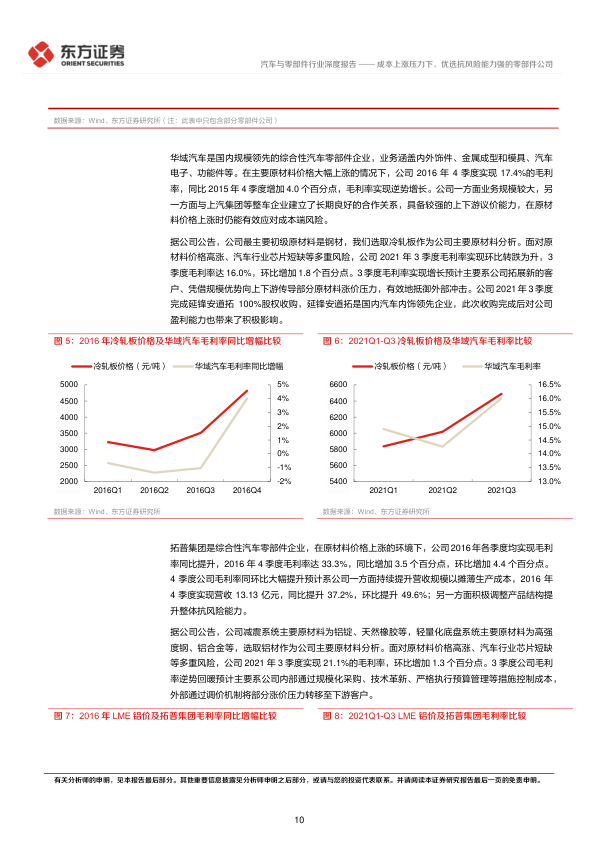 东方证券
ORIENT SECURITIES
汽车与零部件行业深度报告 —— 成本上涨压力下，优选抗风险能力强的零部件公司
数据来源：Wind、东方证券研究所（注：此表中只包含部分零部件公司）
华域汽车是国内规模领先的综合性汽车零部件企业，业务涵盖内外饰件、金属成型和模具、汽车
电子、功能件等。在主要原材料价格大幅上涨的情况下，公司 2016 年 4 季度实现 17.4%的毛利
率，同比 2015 年 4 季度增加 4.0 个百分点，毛利率实现逆势增长。公司一方面业务规模较大，另
一方面与上汽集团等整车企业建立了长期良好的合作关系，具备较强的上下游议价能力，在原材
料价格上涨时仍能有效应对成本端风险。
据公司公告，公司最主要初级原材料是钢材，我们选取冷轧板作为公司主要原材料分析。面对原
材料价格高涨、汽车行业芯片短缺等多重风险，公司 2021 年 3 季度毛利率实现环比转跌为升，3
季度毛利率达 16.0%，环比增加 1.8 个百分点。3 季度毛利率实现增长预计主要系公司拓展新的客
户、凭借规模优势向上下游传导部分原材料涨价压力，有效地抵御外部冲击。公司 2021 年 3 季度
完成延锋安道拓 100%股权收购，延锋安道拓是国内汽车内饰领先企业，此次收购完成后对公司
盈利能力也带来了积极影响。
图 5：2016 年冷轧板价格及华域汽车毛利率同比增幅比较
图 6：2021Q1-Q3 冷轧板价格及华域汽车毛利率比较
冷轧板价格（元/吨） 华域汽车毛利率同比增幅
5000
4500
4000
3500
3000
2500
2000
5%
4%
3%
2%
1%
0%
-1%
-2%
2016Q1 2016Q2 2016Q3 2016Q4
冷轧板价格（元/吨） 华域汽车毛利率
6600
6400
6200
6000
5800
5600
5400
16.5%
16.0%
15.5%
15.0%
14.5%
14.0%
13.5%
13.0%
2021Q1 2021Q2 2021Q3
数据来源：Wind、东方证券研究所
数据来源：Wind、东方证券研究所
拓普集团是综合性汽车零部件企业，在原材料价格上涨的环境下，公司 2016 年各季度均实现毛利
率同比提升，2016 年 4 季度毛利率达 33.3%，同比增加 3.5 个百分点，环比增加 4.4 个百分点。
4 季度公司毛利率同环比大幅提升预计系公司一方面持续提升营收规模以摊薄生产成本，2016 年
4 季度实现营收 13.13 亿元，同比提升 37.2%，环比提升 49.6%；另一方面积极调整产品结构提
升整体抗风险能力。
据公司公告，公司减震系统主要原材料为铝锭、天然橡胶等，轻量化底盘系统主要原材料为高强
度钢、铝合金等，选取铝材作为公司主要原材料分析。面对原材料价格高涨、汽车行业芯片短缺
等多重风险，公司 2021 年 3 季度实现 21.1%的毛利率，环比增加 1.3 个百分点。3 季度公司毛利
率逆势回暖预计主要系公司内部通过规模化采购、技术革新、严格执行预算管理等措施控制成本，
外部通过调价机制将部分涨价压力转移至下游客户。
图 7：2016 年 LME 铝价及拓普集团毛利率同比增幅比较
图 8：2021Q1-Q3 LME 铝价及拓普集团毛利率比较
有关分析师的申明，见本报告最后部分。其他重要信息披露见分析师申明之后部分，或请与您的投资代表联系。并请阅读本证券研究报告最后一页的免责申明。
10